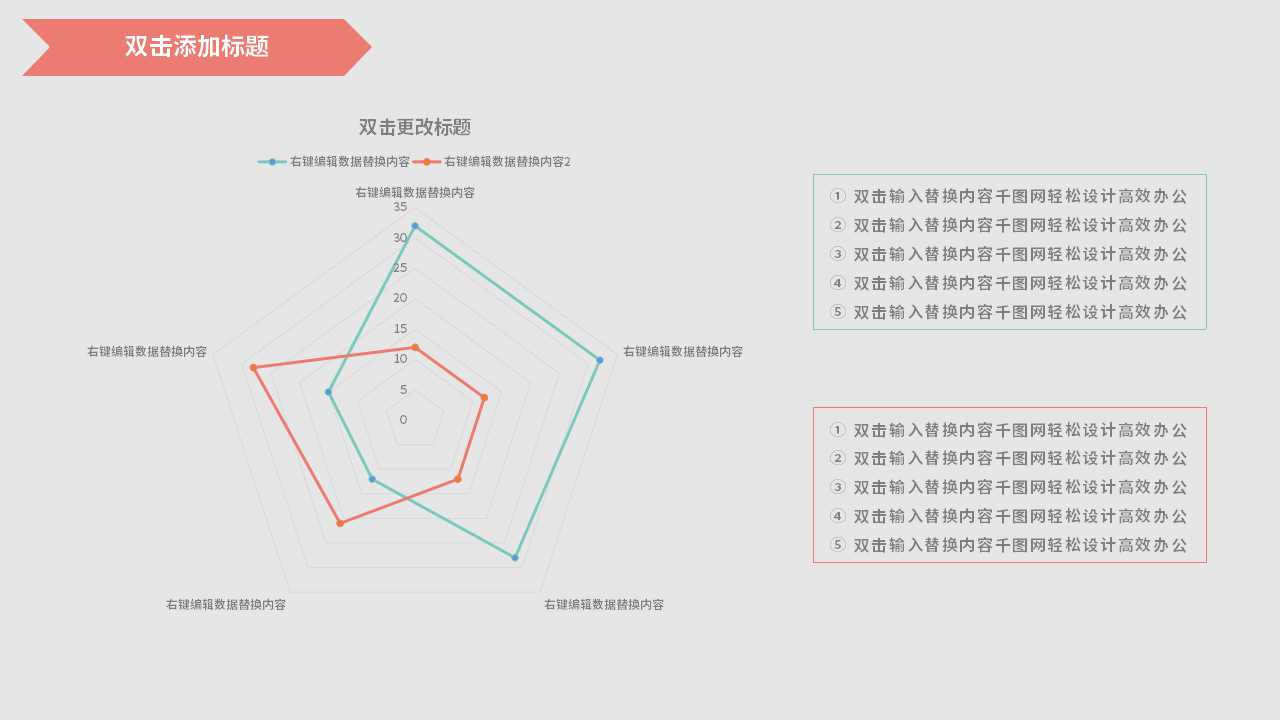 双击添加标题
双击更改标题
右键编辑数据替换内容 右键编辑数据替换内容2
右键编辑数据替换内容
35
30
25
20
15
10
5
0
右键编辑数据替换内容
右键编辑数据替换内容
右键编辑数据替换内容
右键编辑数据替换内容
① 双击输入替换内容千图网轻松设计高效办公
② 双击输入替换内容千图网轻松设计高效办公
③ 双击输入替换内容千图网轻松设计高效办公
④ 双击输入替换内容千图网轻松设计高效办公
⑤ 双击输入替换内容千图网轻松设计高效办公
① 双击输入替换内容千图网轻松设计高效办公
② 双击输入替换内容千图网轻松设计高效办公
③ 双击输入替换内容千图网轻松设计高效办公
④ 双击输入替换内容千图网轻松设计高效办公
⑤ 双击输入替换内容千图网轻松设计高效办公